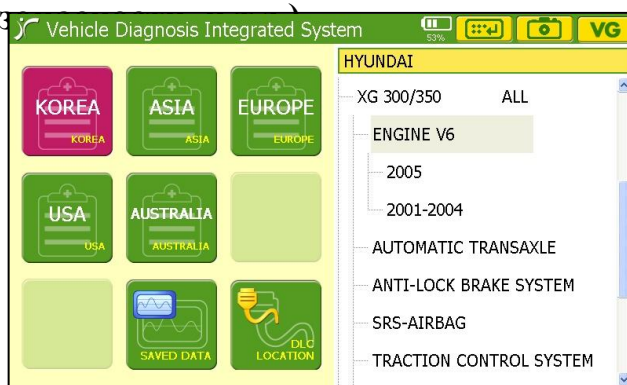 Vehicle Diagnosis Integrated System
53%
VG
KOREA
KOREA
ASIA
ASIA
EUROPE
EUROPE
USA
USA
AUSTRALIA
AUSTRALIA
SAVED DATA
DLC
LOCATION
HYUNDAI
XG 300/350 ALL
ENGINE V6
2005
2001-2004
AUTOMATIC TRANSAXLE
ANTI-LOCK BRAKE SYSTEM
SRS-AIRBAG
TRACTION CONTROL SYSTEM